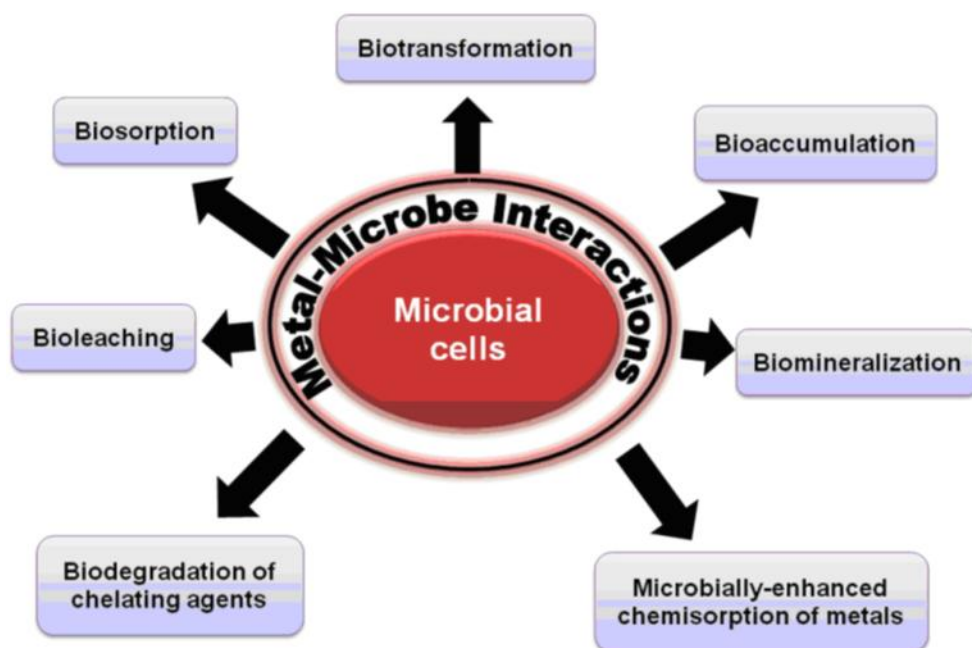 Biotransformation
Biosorption
Bioaccumulation
Metal-Microbe Interactions
Microbial
cells
Bioleaching
Biomineralization
Biodegradation of
chelating agents
Microbially-enhanced
chemisorption of metals